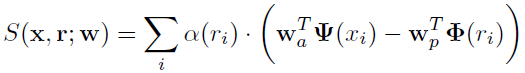 S(x, r; w) = ∑_i α(r_i) · ( w_a^T Ψ(x_i) − w_p^T Φ(r_i) )